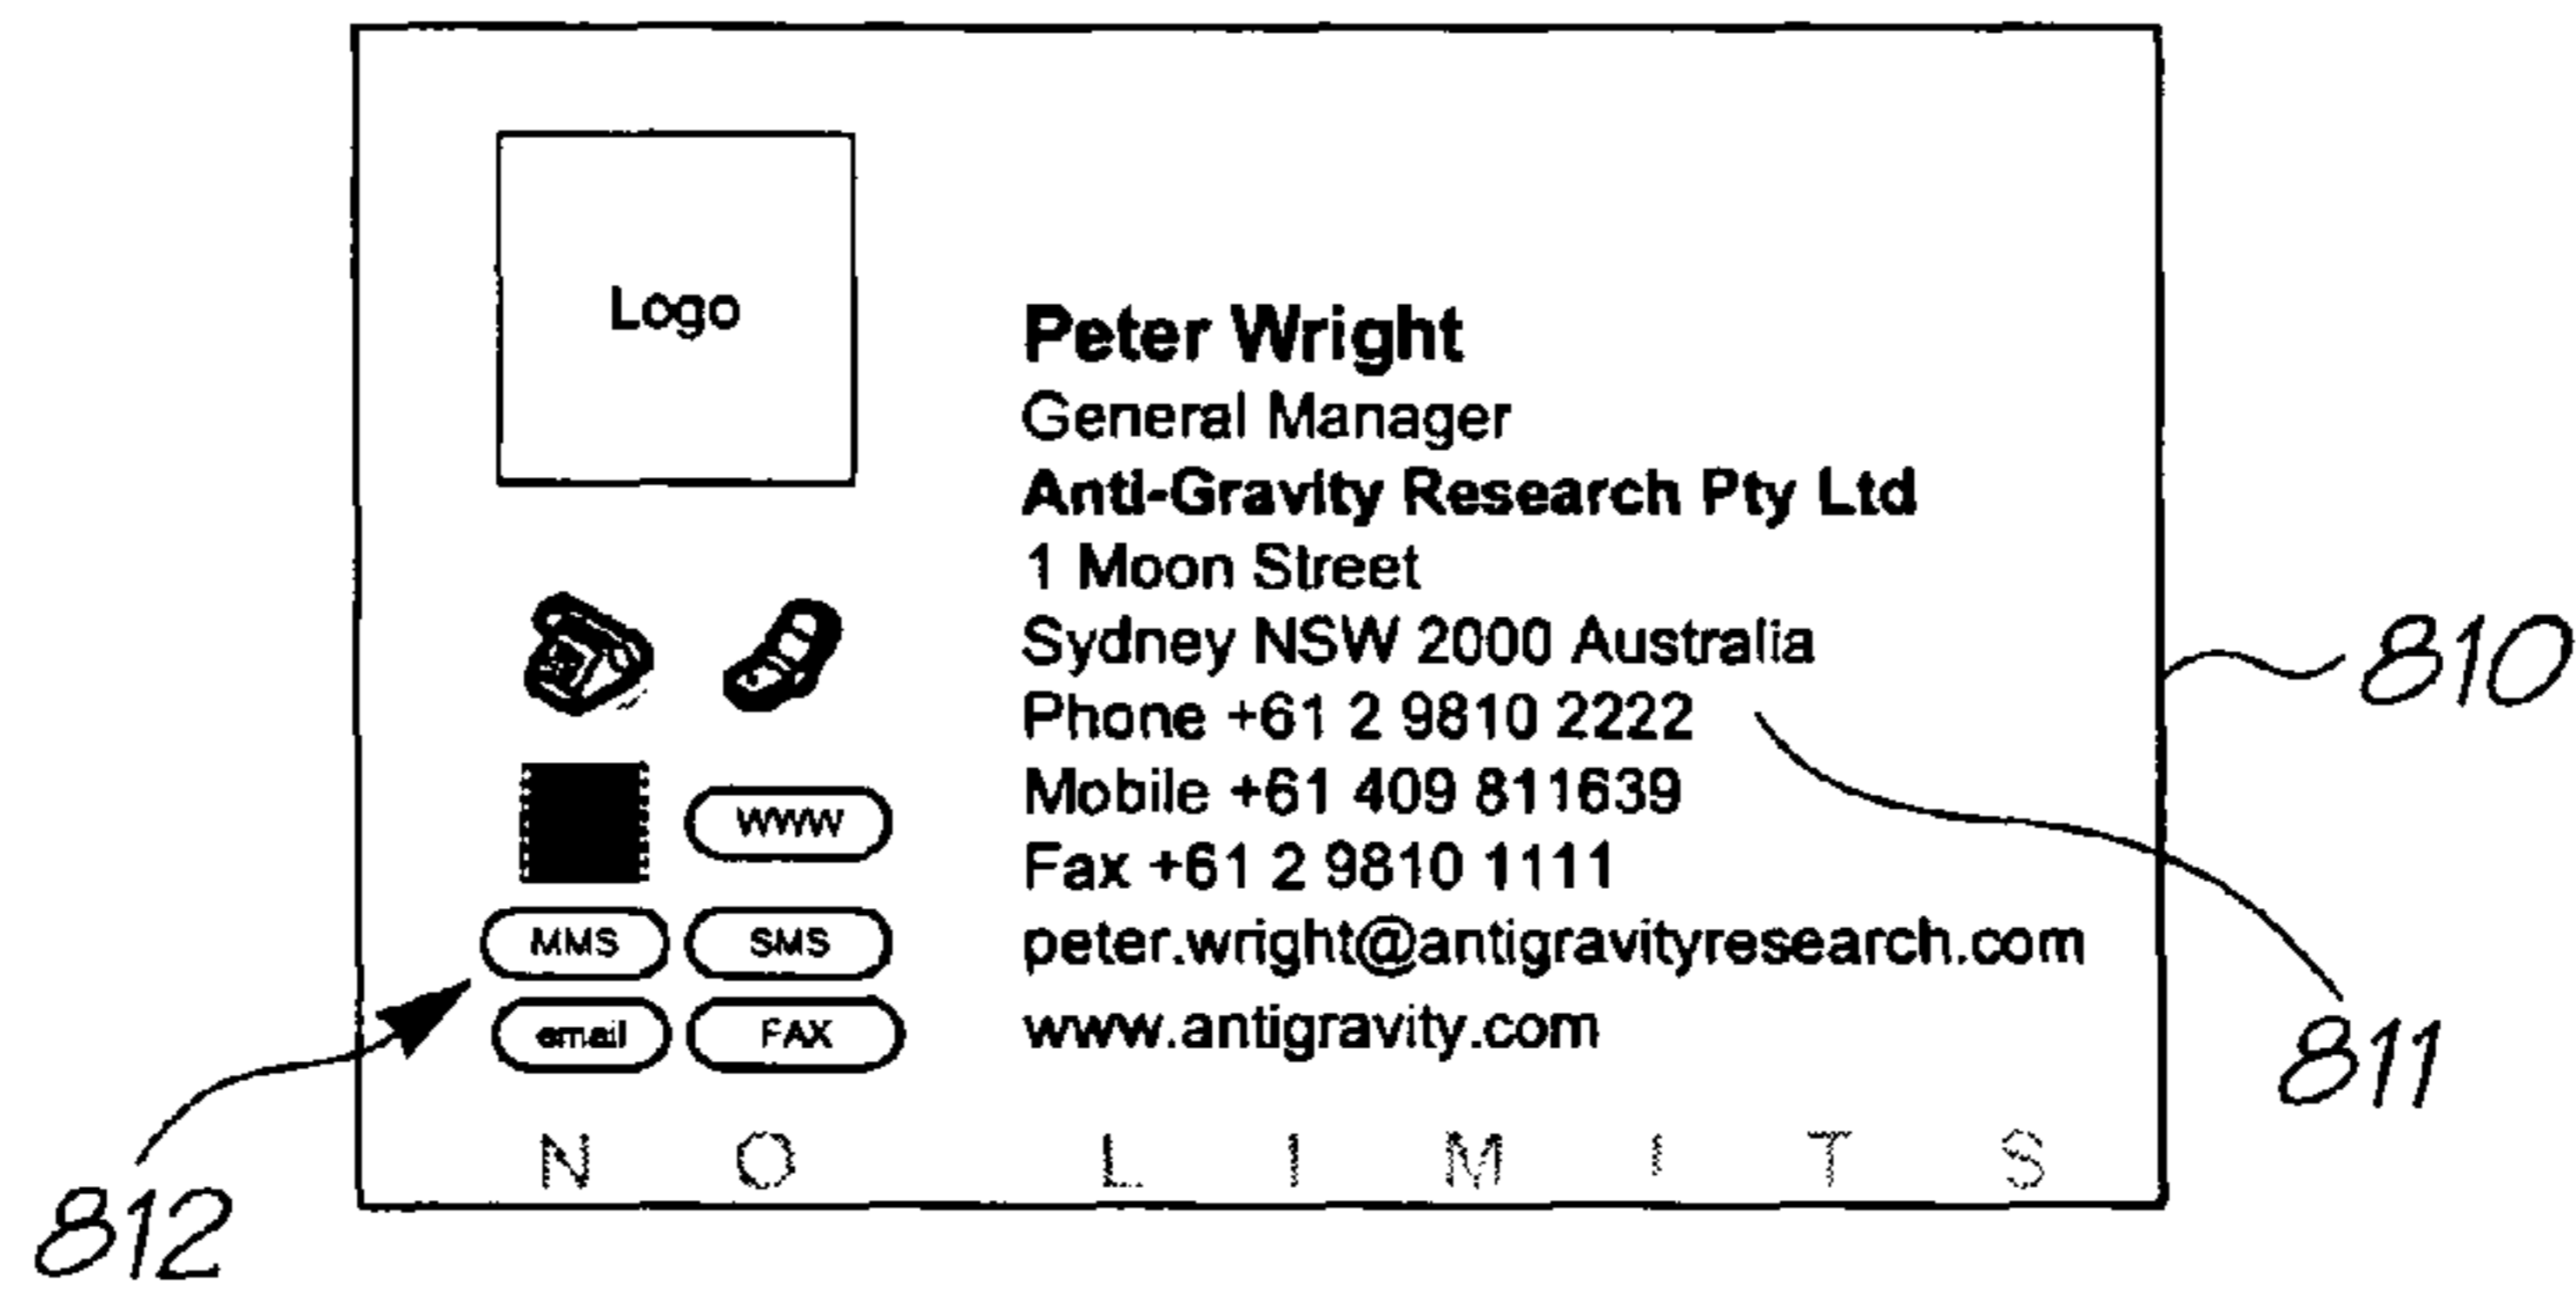 Logo
Peter Wright
General Manager
Anti-Gravity Research Pty Ltd
1 Moon Street
Sydney NSW 2000 Australia
Phone +61 2 9810 2222
Mobile +61 409 811639
Fax +61 2 9810 1111
peter.wright@antigravityresearch.com
www.antigravity.com
WWW
MMS SMS
email FAX
NO LIMITS
810
811
812